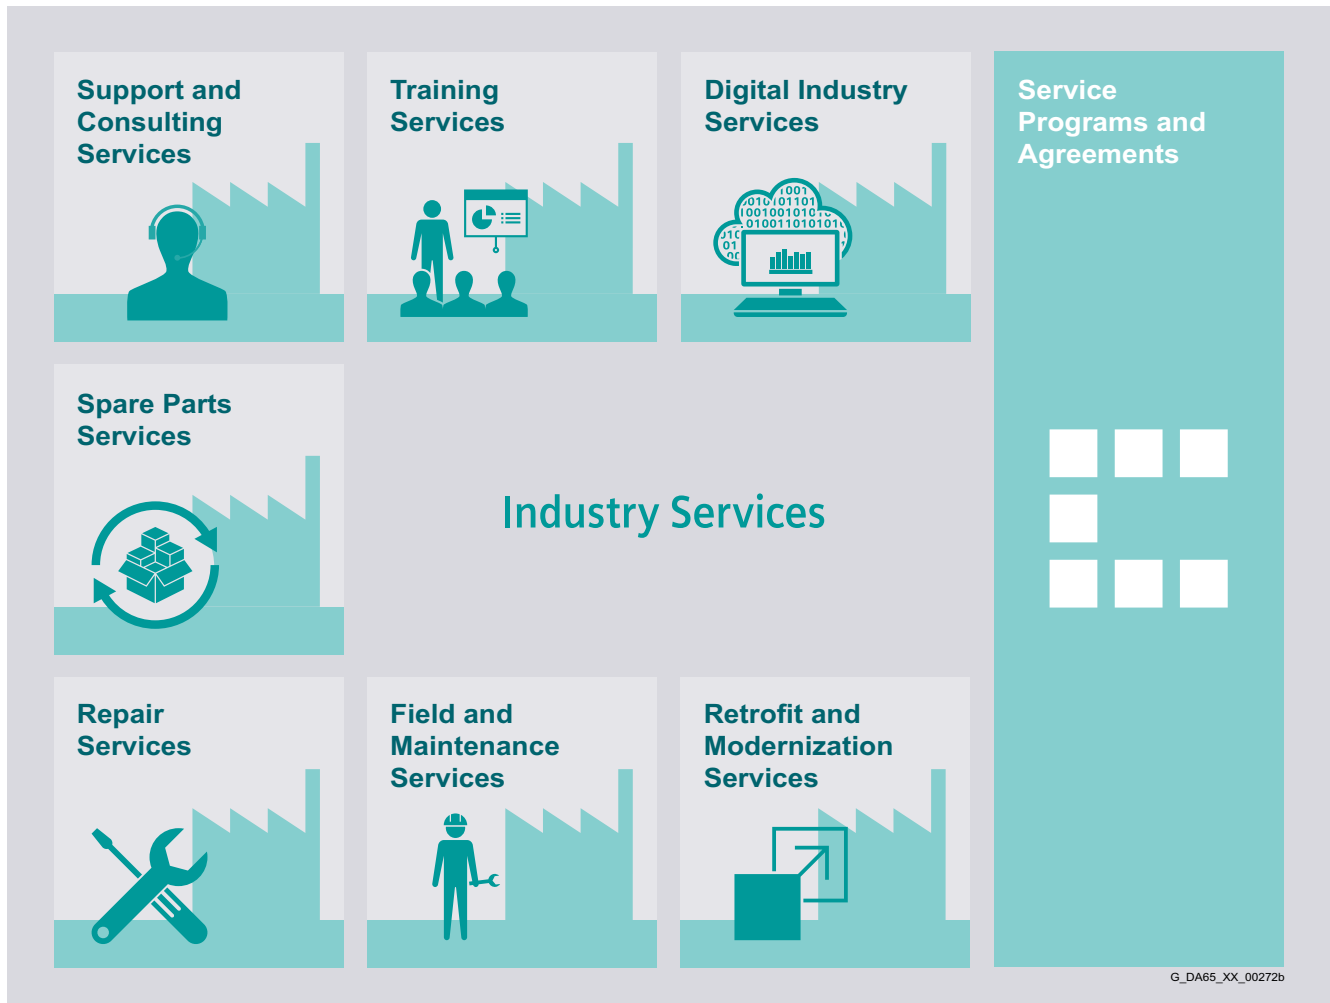 Support and
Consulting
Services
Training
Services
Digital Industry
Services
Service
Programs and
Agreements
Spare Parts
Services
Industry Services
Repair
Services
Field and
Maintenance
Services
Retrofit and
Modernization
Services
G_DA65_XX_00272b